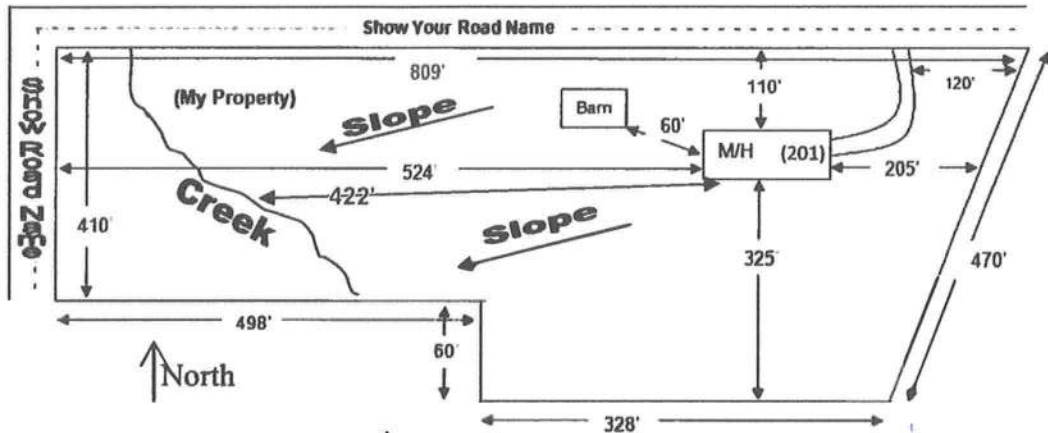 Show Your Road Name
Show Road Name
809'
(My Property)
Slope
Barn
60'
110'
120'
M/H (201)
524'
205'
422'
Creek
410'
Slope
325'
470'
498'
60'
North
328'